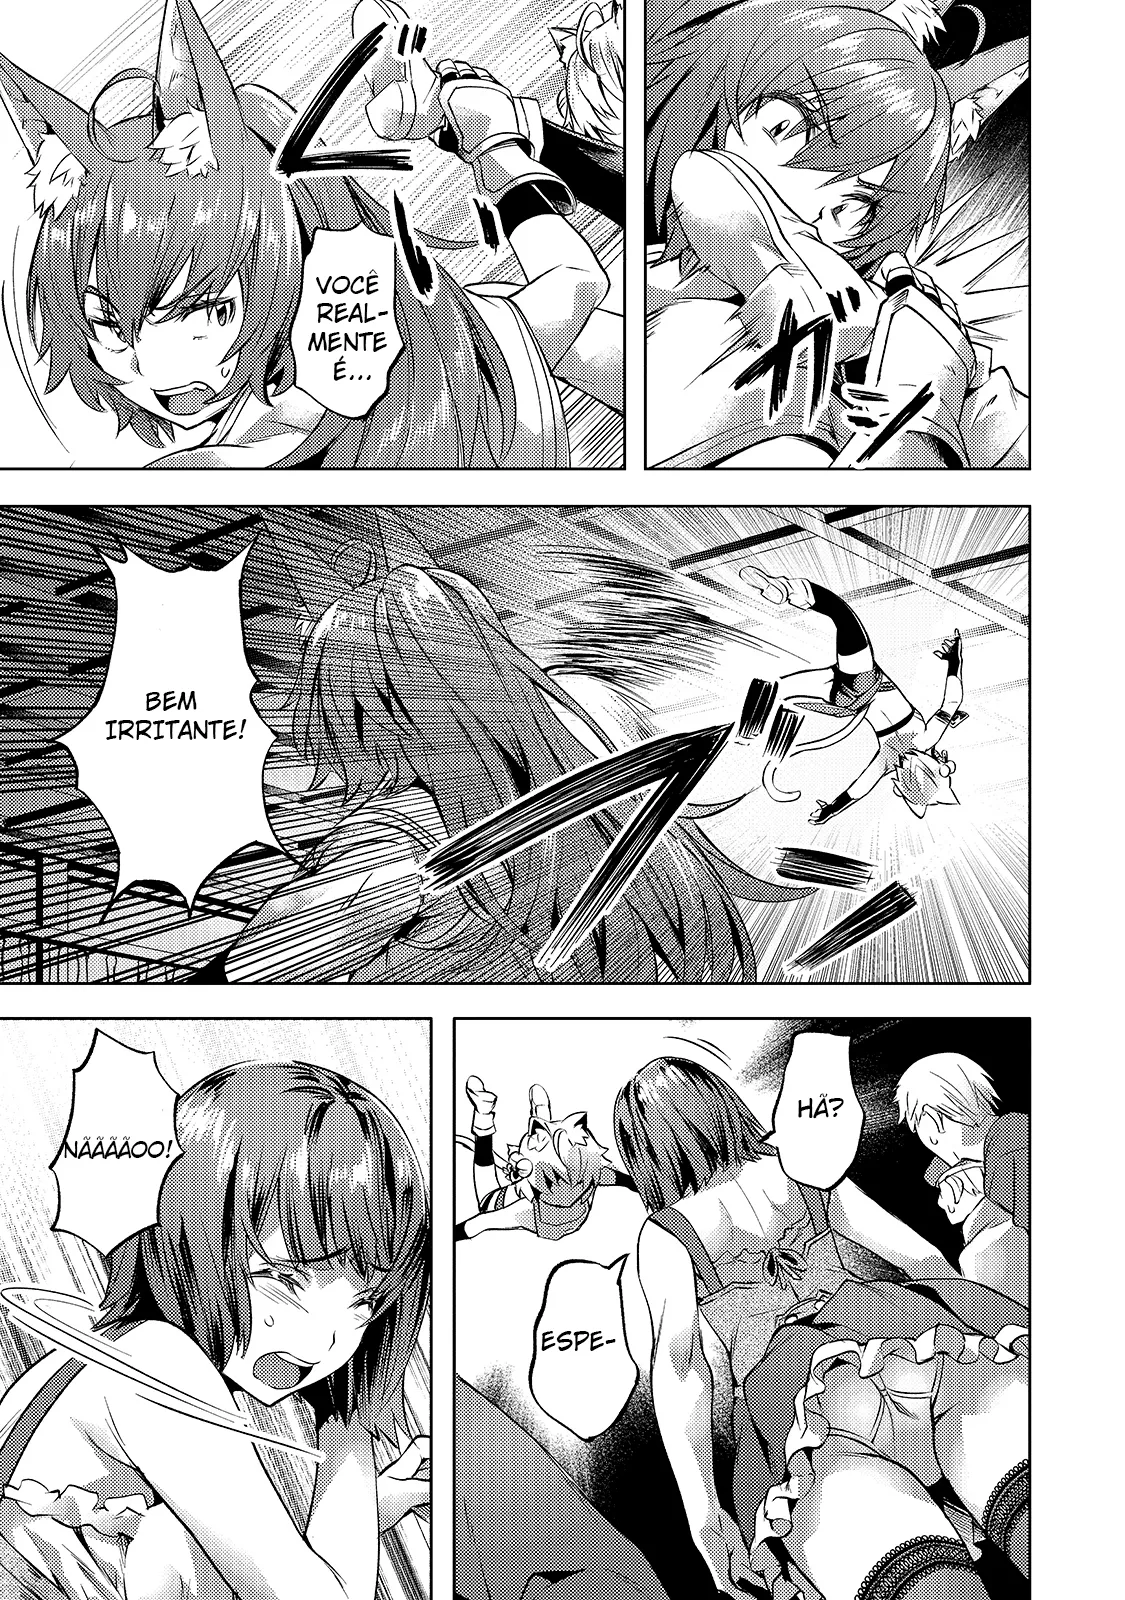 VOCÊ
REAL-
MENTE
É...
BEM
IRRITANTE!
HÃ?
ESPE-
NÃÃÃÃOO!